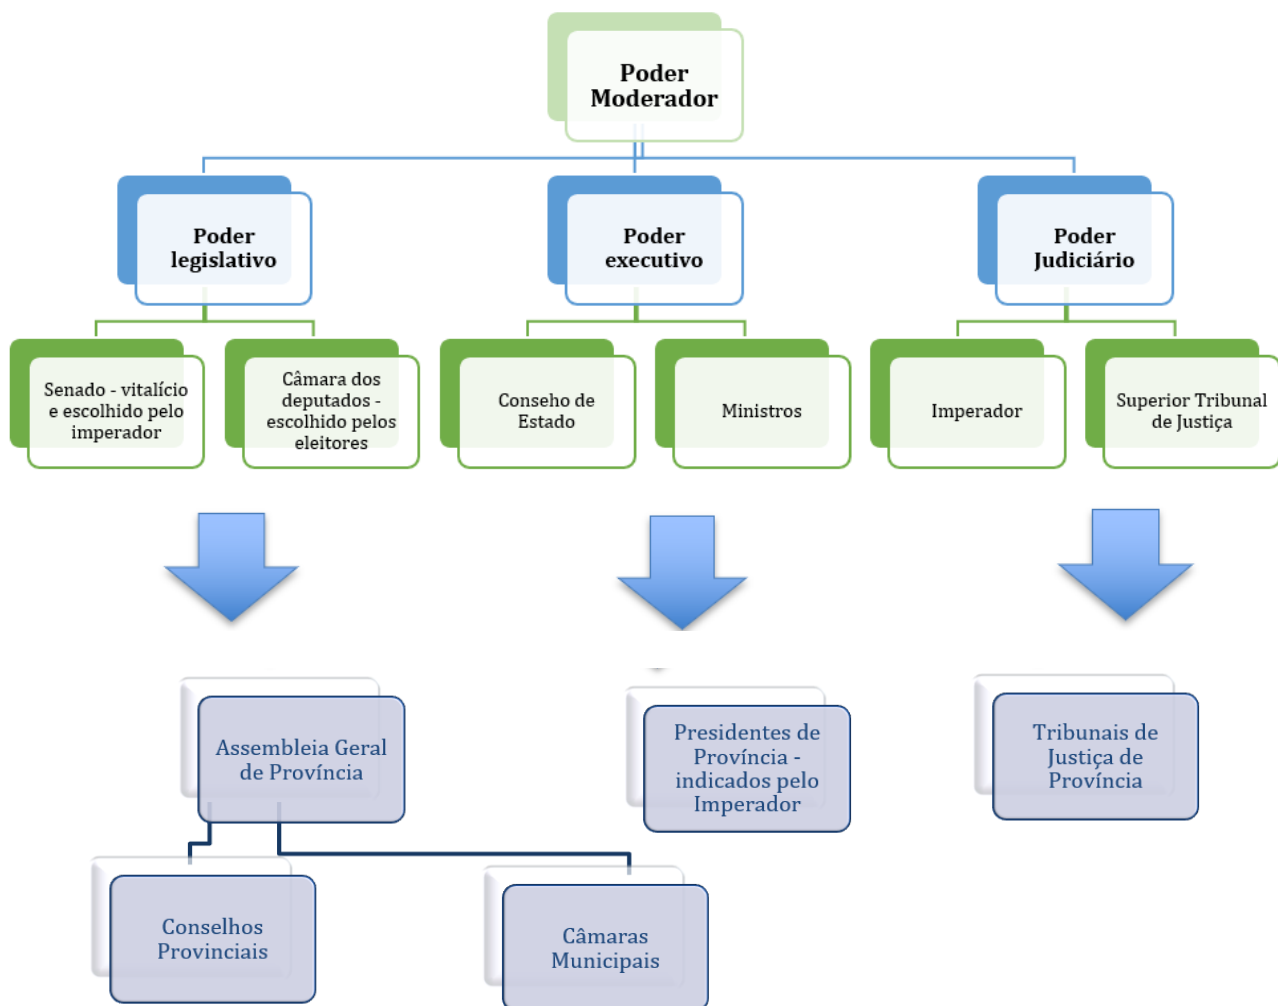 Poder
Moderador
Poder
legislativo
Poder
executivo
Poder
Judiciário
Senado - vitalício
e escolhido pelo
imperador
Câmara dos
deputados -
escolhido pelos
eleitores
Conseho de
Estado
Ministros
Imperador
Superior Tribunal
de Justiça
Assembleia Geral
de Província
Presidentes de
Província -
indicados pelo
Imperador
Tribunais de
Justiça de
Província
Conselhos
Provinciais
Câmaras
Municipais